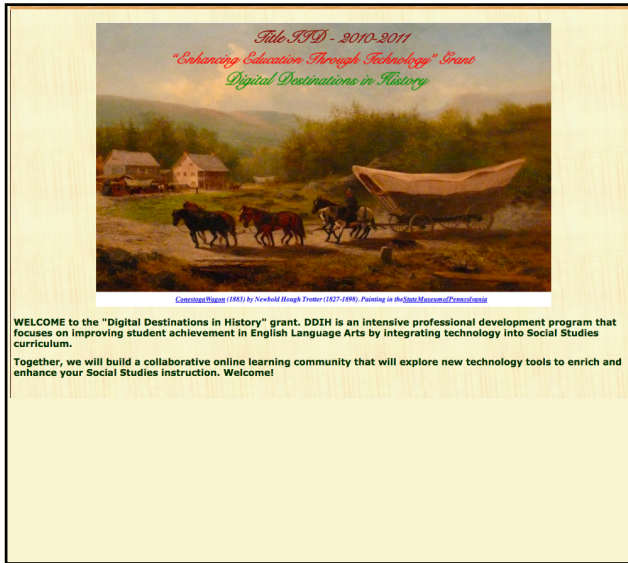 Title IID - 2010-2011
"Enhancing Education Through Technology" Grant
Digital Destinations in History
ConestogaWagon (1883) by Newbold Hough Trotter (1827-1898). Painting in theStateMuseumofPennsylvania
WELCOME to the "Digital Destinations in History" grant. DDIH is an intensive professional development program that
focuses on improving student achievement in English Language Arts by integrating technology into Social Studies
curriculum.
Together, we will build a collaborative online learning community that will explore new technology tools to enrich and
enhance your Social Studies instruction. Welcome!